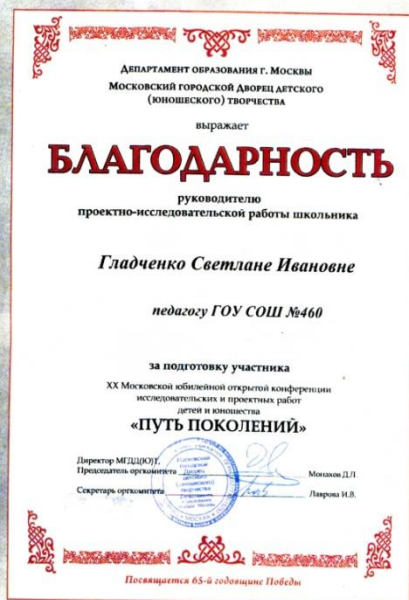 Департамент образования г. Москвы
Московский городской Дворец детского
(юношеского) творчества
выражает
БЛАГОДАРНОСТЬ
руководителю
проектно-исследовательской работы школьника
Гладченко Светлане Ивановне
педагогу ГОУ СОШ №460
за подготовку участника
XX Московской юбилейной открытой конференции
исследовательских и проектных работ
детей и юношества
«ПУТЬ ПОКОЛЕНИЙ»
Директор МГДД(Ю)Т,
Председатель оргкомитета Монахов Д.Л.
Секретарь оргкомитета Лаврова И.В.
Посвящается 65-й годовщине Победы